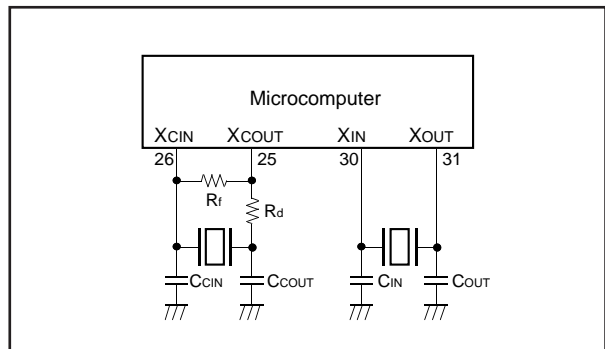 Microcomputer
XCIN XCOUT XIN XOUT
26 25 30 31
Rf
Rd
CCIN CCOUT CIN COUT